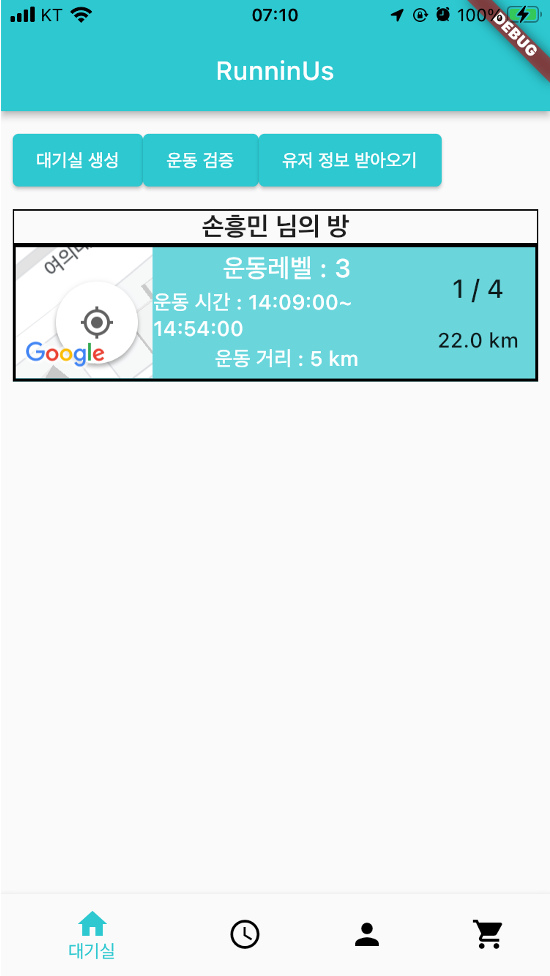 KT 07:10 100%
DEBUG
RunninUs
대기실 생성 운동 검증 유저 정보 받아오기
손흥민 님의 방
여의대
Google
운동레벨 : 3
운동 시간 : 14:09:00~
14:54:00
운동 거리 : 5 km
1 / 4
22.0 km
대기실